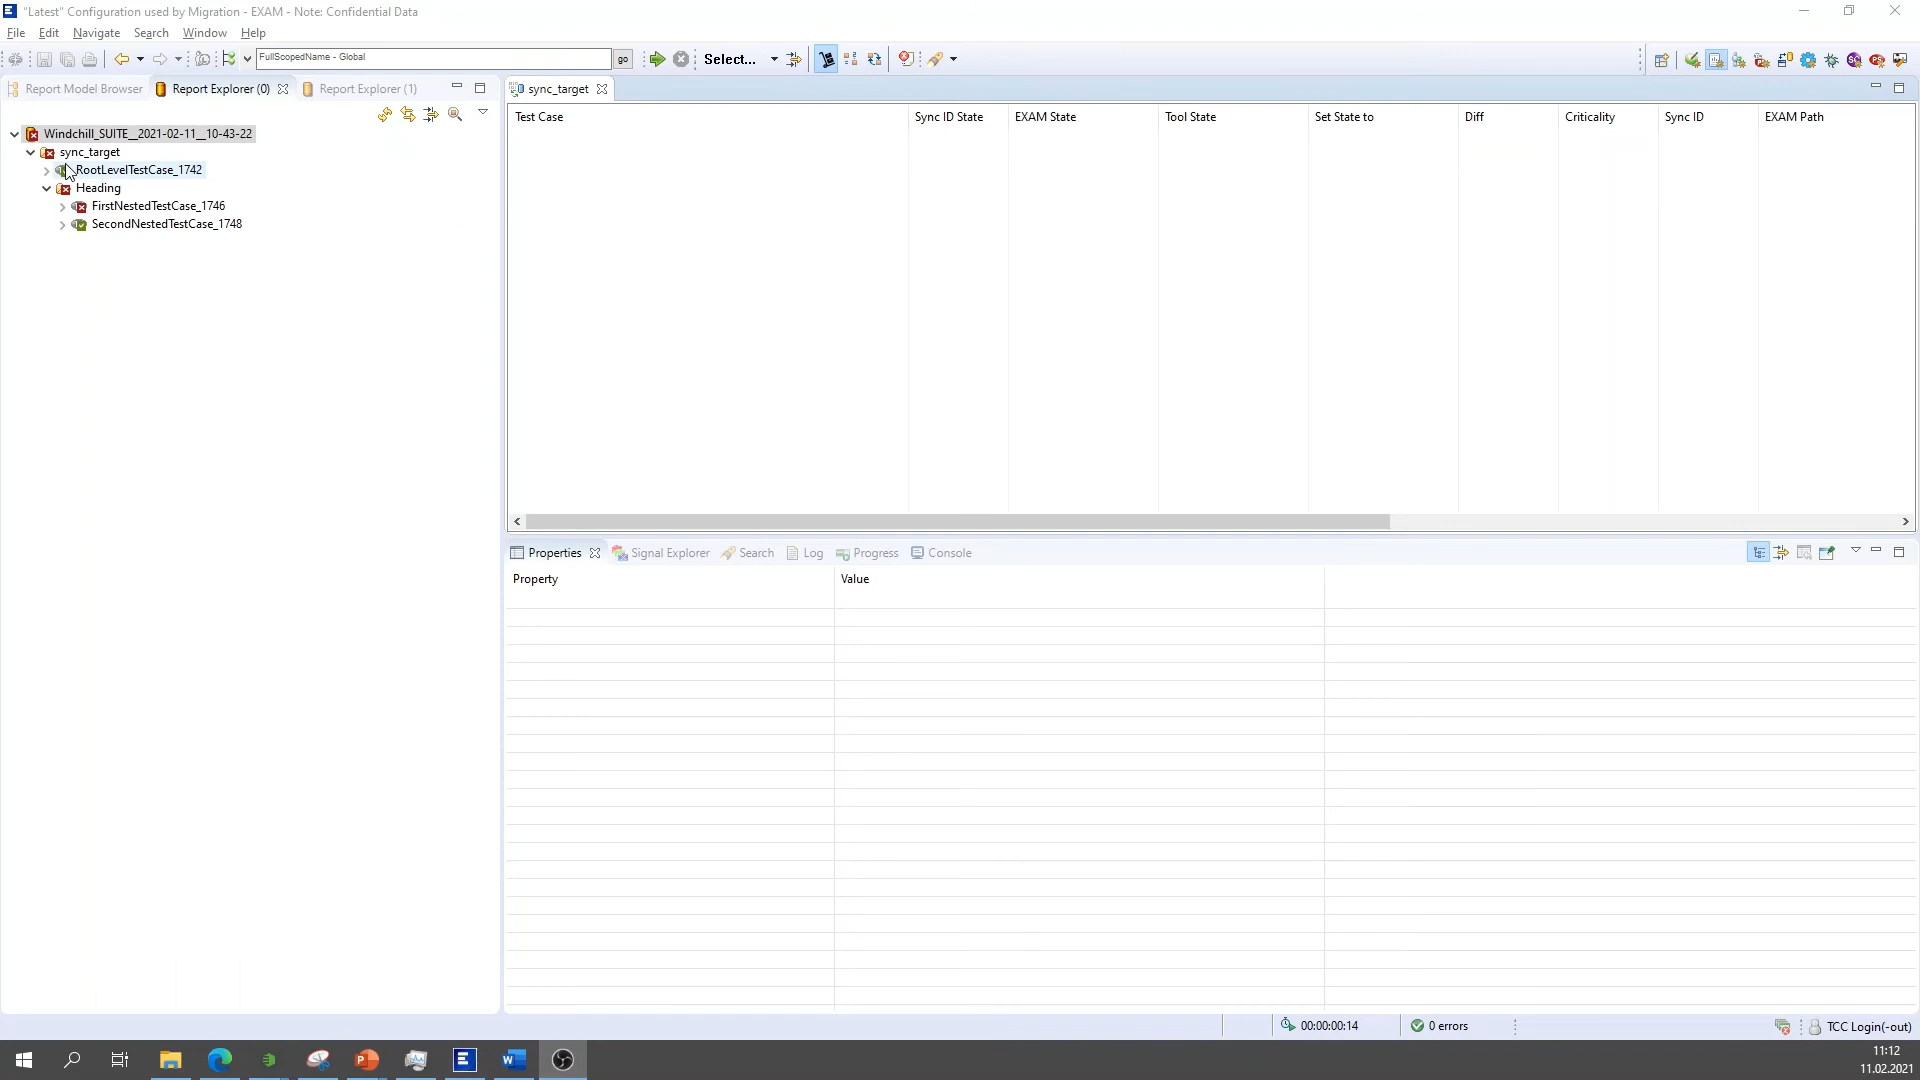 "Latest" Configuration used by Migration - EXAM - Note: Confidential Data
File Edit Navigate Search Window Help
FullScopedName - Global go Select...
Report Model Browser Report Explorer (0) Report Explorer (1)
sync_target
Test Case Sync ID State EXAM State Tool State Set State to Diff Criticality Sync ID EXAM Path
Windchill_SUITE__2021-02-11__10-43-22
sync_target
RootLevelTestCase_1742
Heading
FirstNestedTestCase_1746
SecondNestedTestCase_1748
Properties Signal Explorer Search Log Progress Console
Property Value
00:00:00:14 0 errors TCC Login(-out)
11:12
11.02.2021